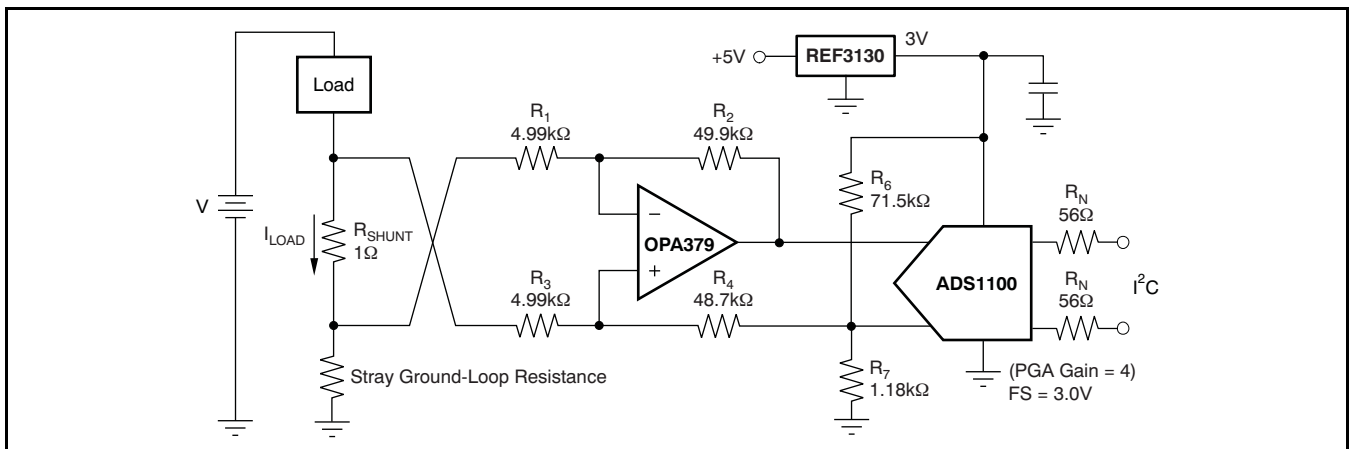 +5V
REF3130
3V
Load
R1
4.99kΩ
R2
49.9kΩ
V
ILOAD
RSHUNT
1Ω
−
OPA379
+
R6
71.5kΩ
RN
56Ω
ADS1100
RN
56Ω
I²C
R3
4.99kΩ
R4
48.7kΩ
Stray Ground-Loop Resistance
R7
1.18kΩ
(PGA Gain = 4)
FS = 3.0V